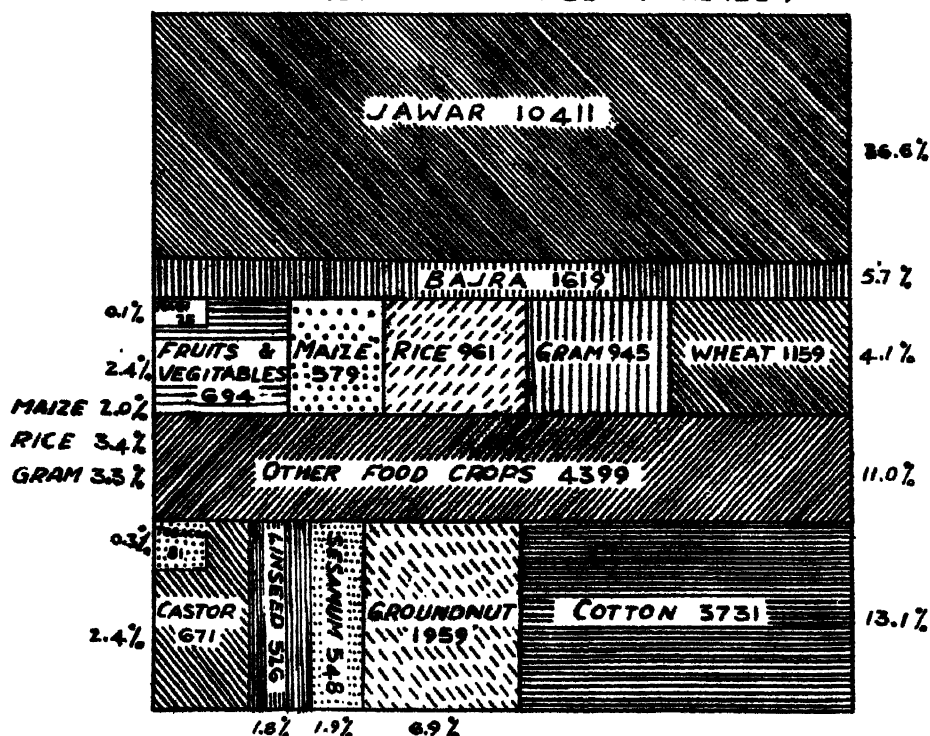 JAWAR 10411
36.6%
BAJRA 1619
5.7%
0.1%
FRUITS &
VEGITABLES
694
MAIZE
579
RICE 961
GRAM 945
WHEAT 1159
4.1%
2.4%
MAIZE 2.0%
RICE 3.4%
GRAM 3.3%
OTHER FOOD CROPS 4399
11.0%
0.3%
CASTOR
671
LINSEED 516
SESAMUM 548
GROUNDNUT
1959
COTTON 3731
13.1%
2.4%
1.8% 1.9% 6.9%